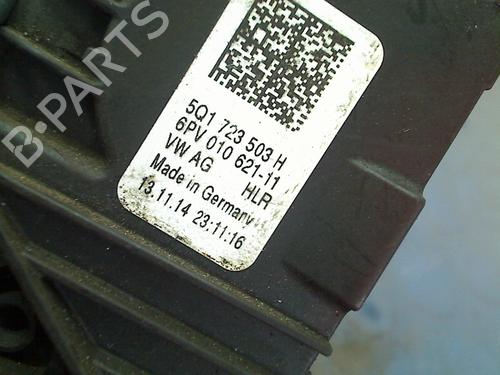 B-PARTS
5Q1 723 503 H
6PV 010 621-11
VW AG HLR
Made in Germany
13.11.14 23:11:16